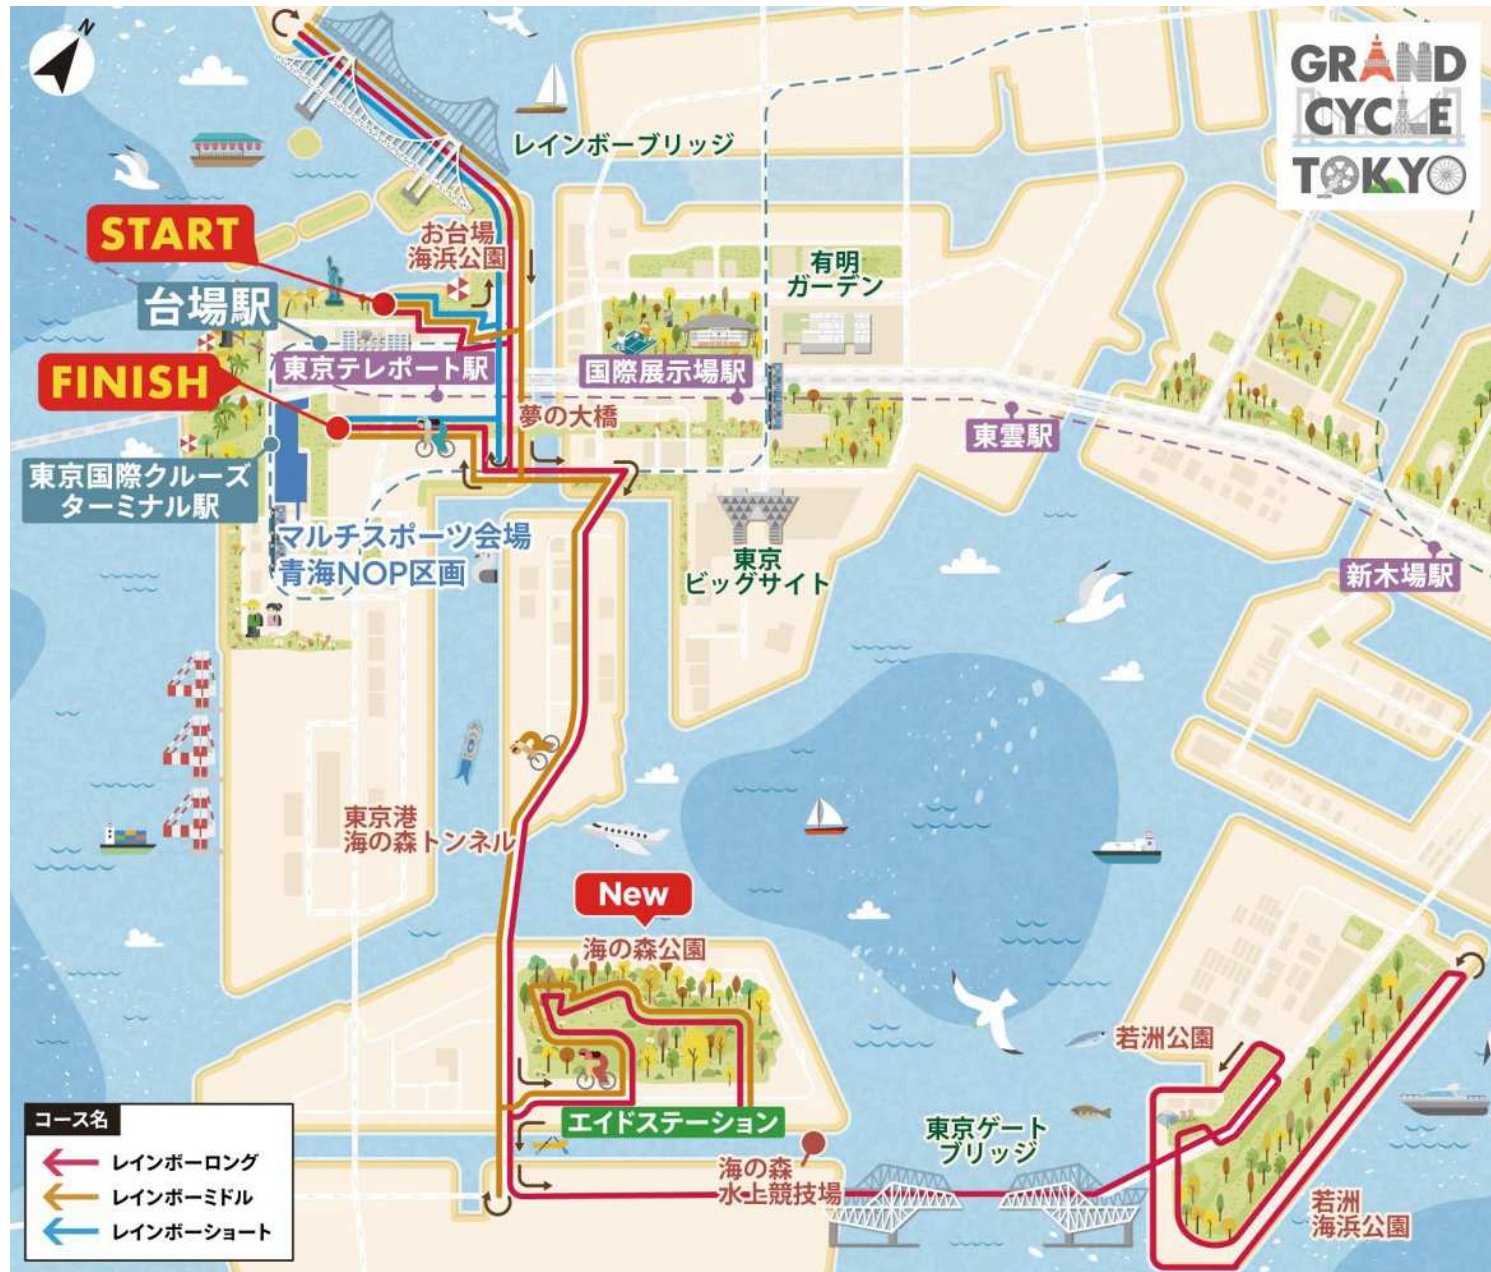 N
GRAND
CYCLE
TOKYO
レインボーブリッジ
START
お台場
海浜公園
有明
ガーデン
台場駅
東京テレポート駅
国際展示場駅
FINISH
夢の大橋
東雲駅
東京国際クルーズ
ターミナル駅
マルチスポーツ会場
青海NOP区画
東京
ビッグサイト
新木場駅
東京港
海の森トンネル
New
海の森公園
若洲公園
エイドステーション
東京ゲート
ブリッジ
海の森
水上競技場
若洲
海浜公園
コース名
レインボーロング
レインボーミドル
レインボーショート